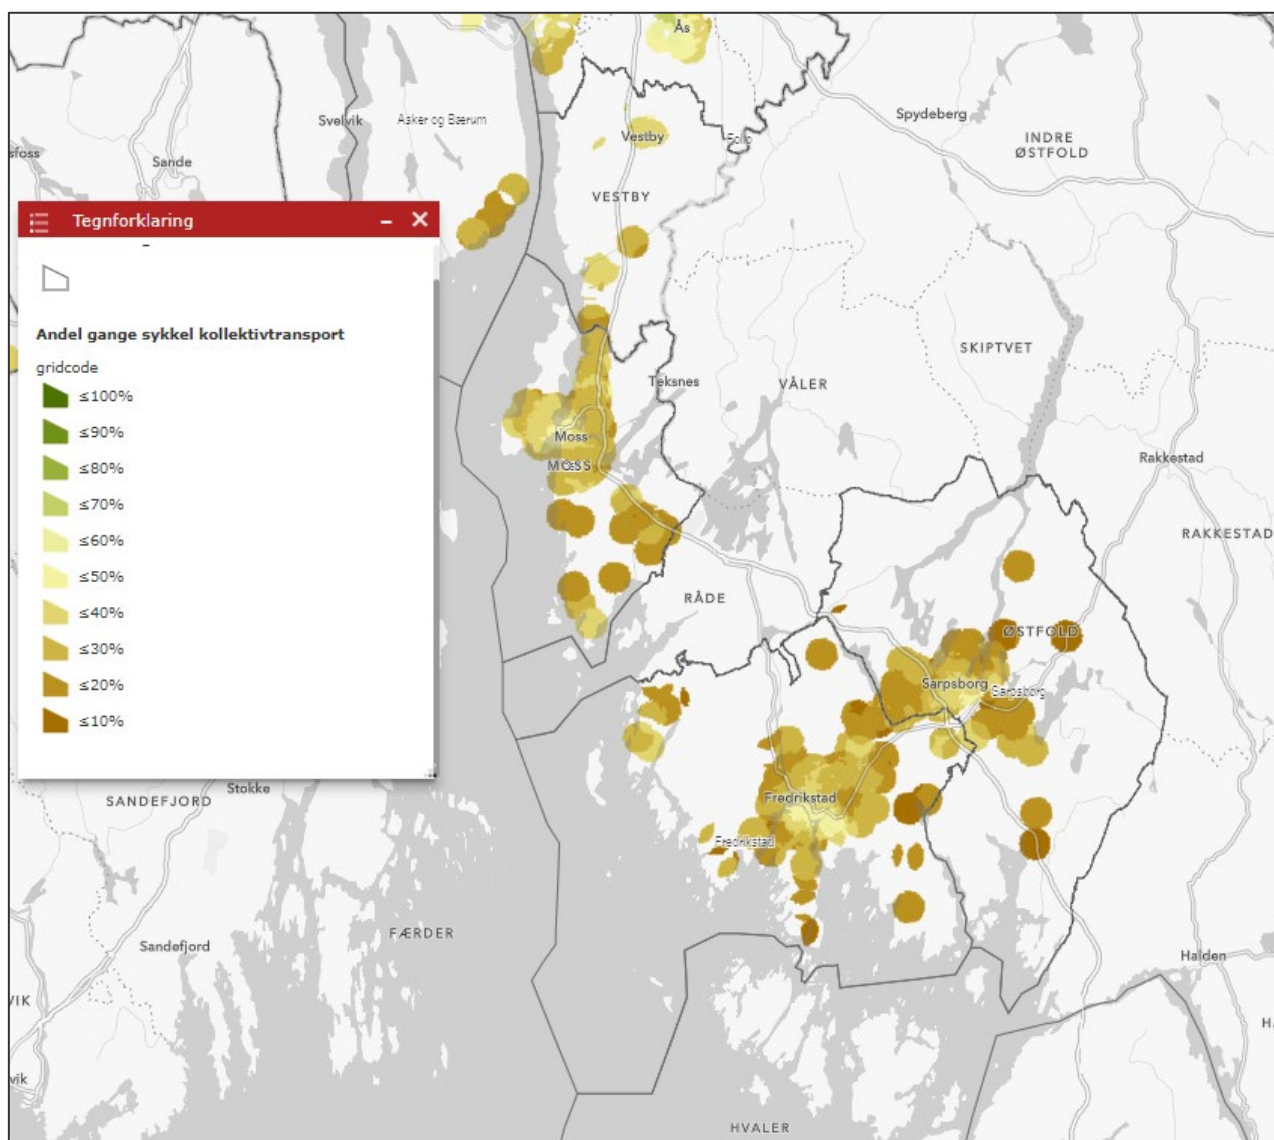 Ås
Spydeberg
Svelvik
Asker og Bærum
Vestby
Follo
INDRE
ØSTFOLD
sfoss
Sande
VESTBY
Tegnforklaring
Andel gange sykkel kollektivtransport
gridcode
≤100%
≤90%
≤80%
≤70%
≤60%
≤50%
≤40%
≤30%
≤20%
≤10%
SKIPTVET
Teksnes
VÅLER
Moss
MOSS
Rakkestad
RAKKESTAD
RÅDE
ØSTFOLD
Sarpsborg
Sarpsborg
Stokke
SANDEFJORD
Fredrikstad
Fredrikstad
FÆRDER
Sandefjord
Halden
VIK
H
vik
HVALER